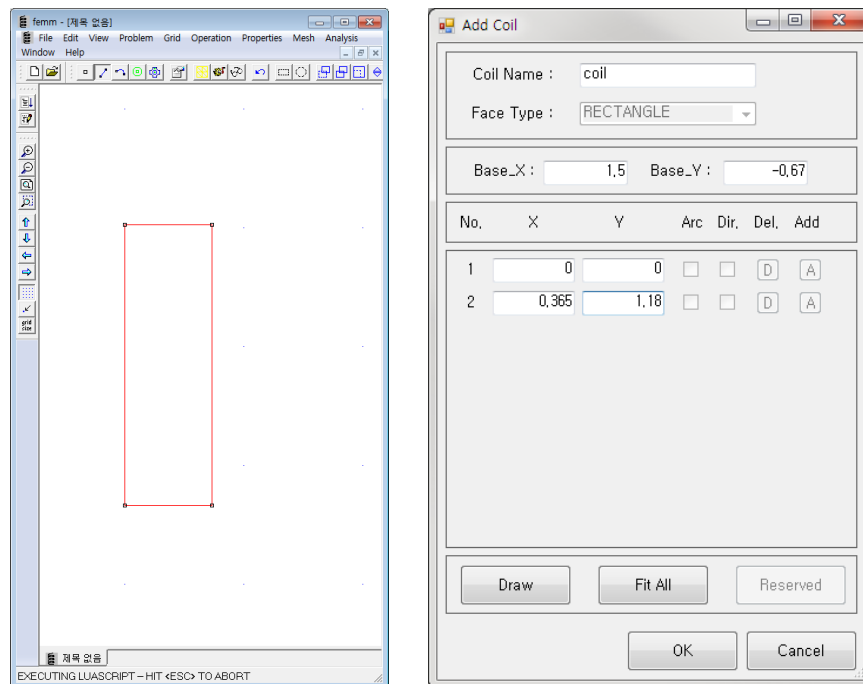 femm - [제목 없음]
File Edit View Problem Grid Operation Properties Mesh Analysis
Window Help
grid
size
제목 없음
EXECUTING LUASCRIPT – HIT <ESC> TO ABORT
Add Coil
Coil Name : coil
Face Type : RECTANGLE
Base_X : 1,5 Base_Y : -0,67
No, X Y Arc Dir, Del, Add
1 0 0 D A
2 0,365 1,18 D A
Draw Fit All Reserved
OK Cancel